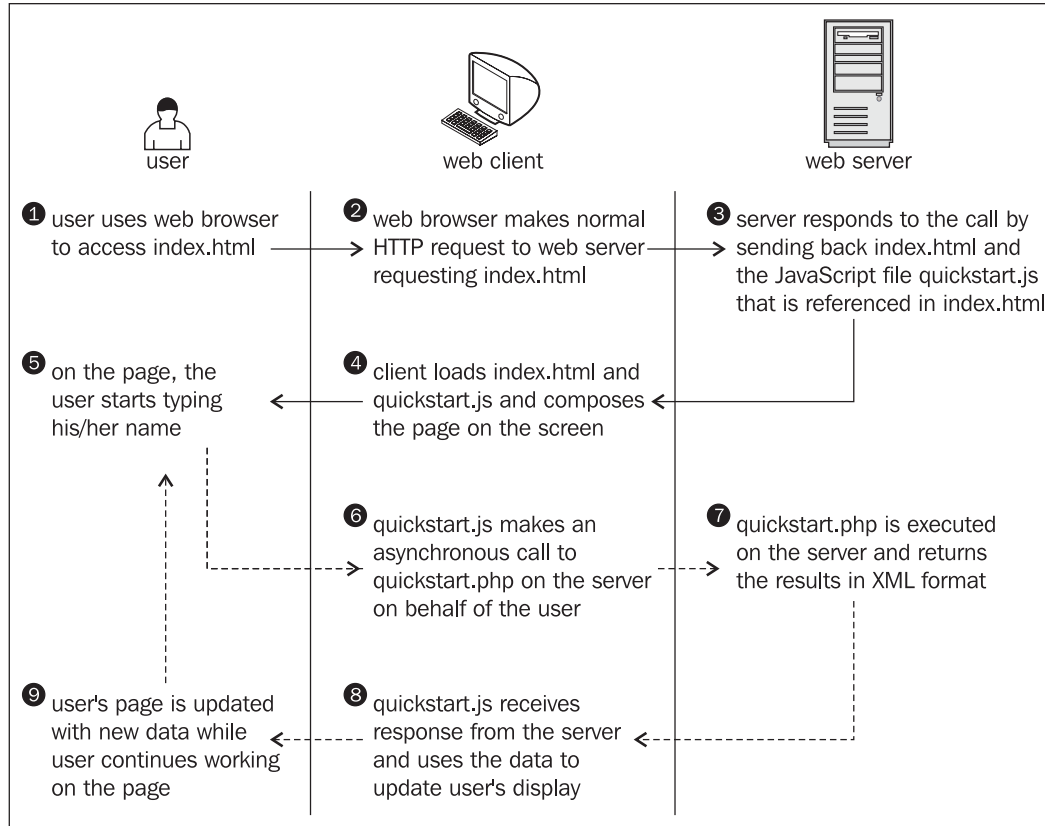 user
web client
web server
1 user uses web browser
to access index.html
2 web browser makes normal
HTTP request to web server
requesting index.html
3 server responds to the call by
sending back index.html and
the JavaScript file quickstart.js
that is referenced in index.html
5 on the page, the
user starts typing
his/her name
4 client loads index.html and
quickstart.js and composes
the page on the screen
6 quickstart.js makes an
asynchronous call to
quickstart.php on the server
on behalf of the user
7 quickstart.php is executed
on the server and returns
the results in XML format
9 user's page is updated
with new data while
user continues working
on the page
8 quickstart.js receives
response from the server
and uses the data to
update user's display